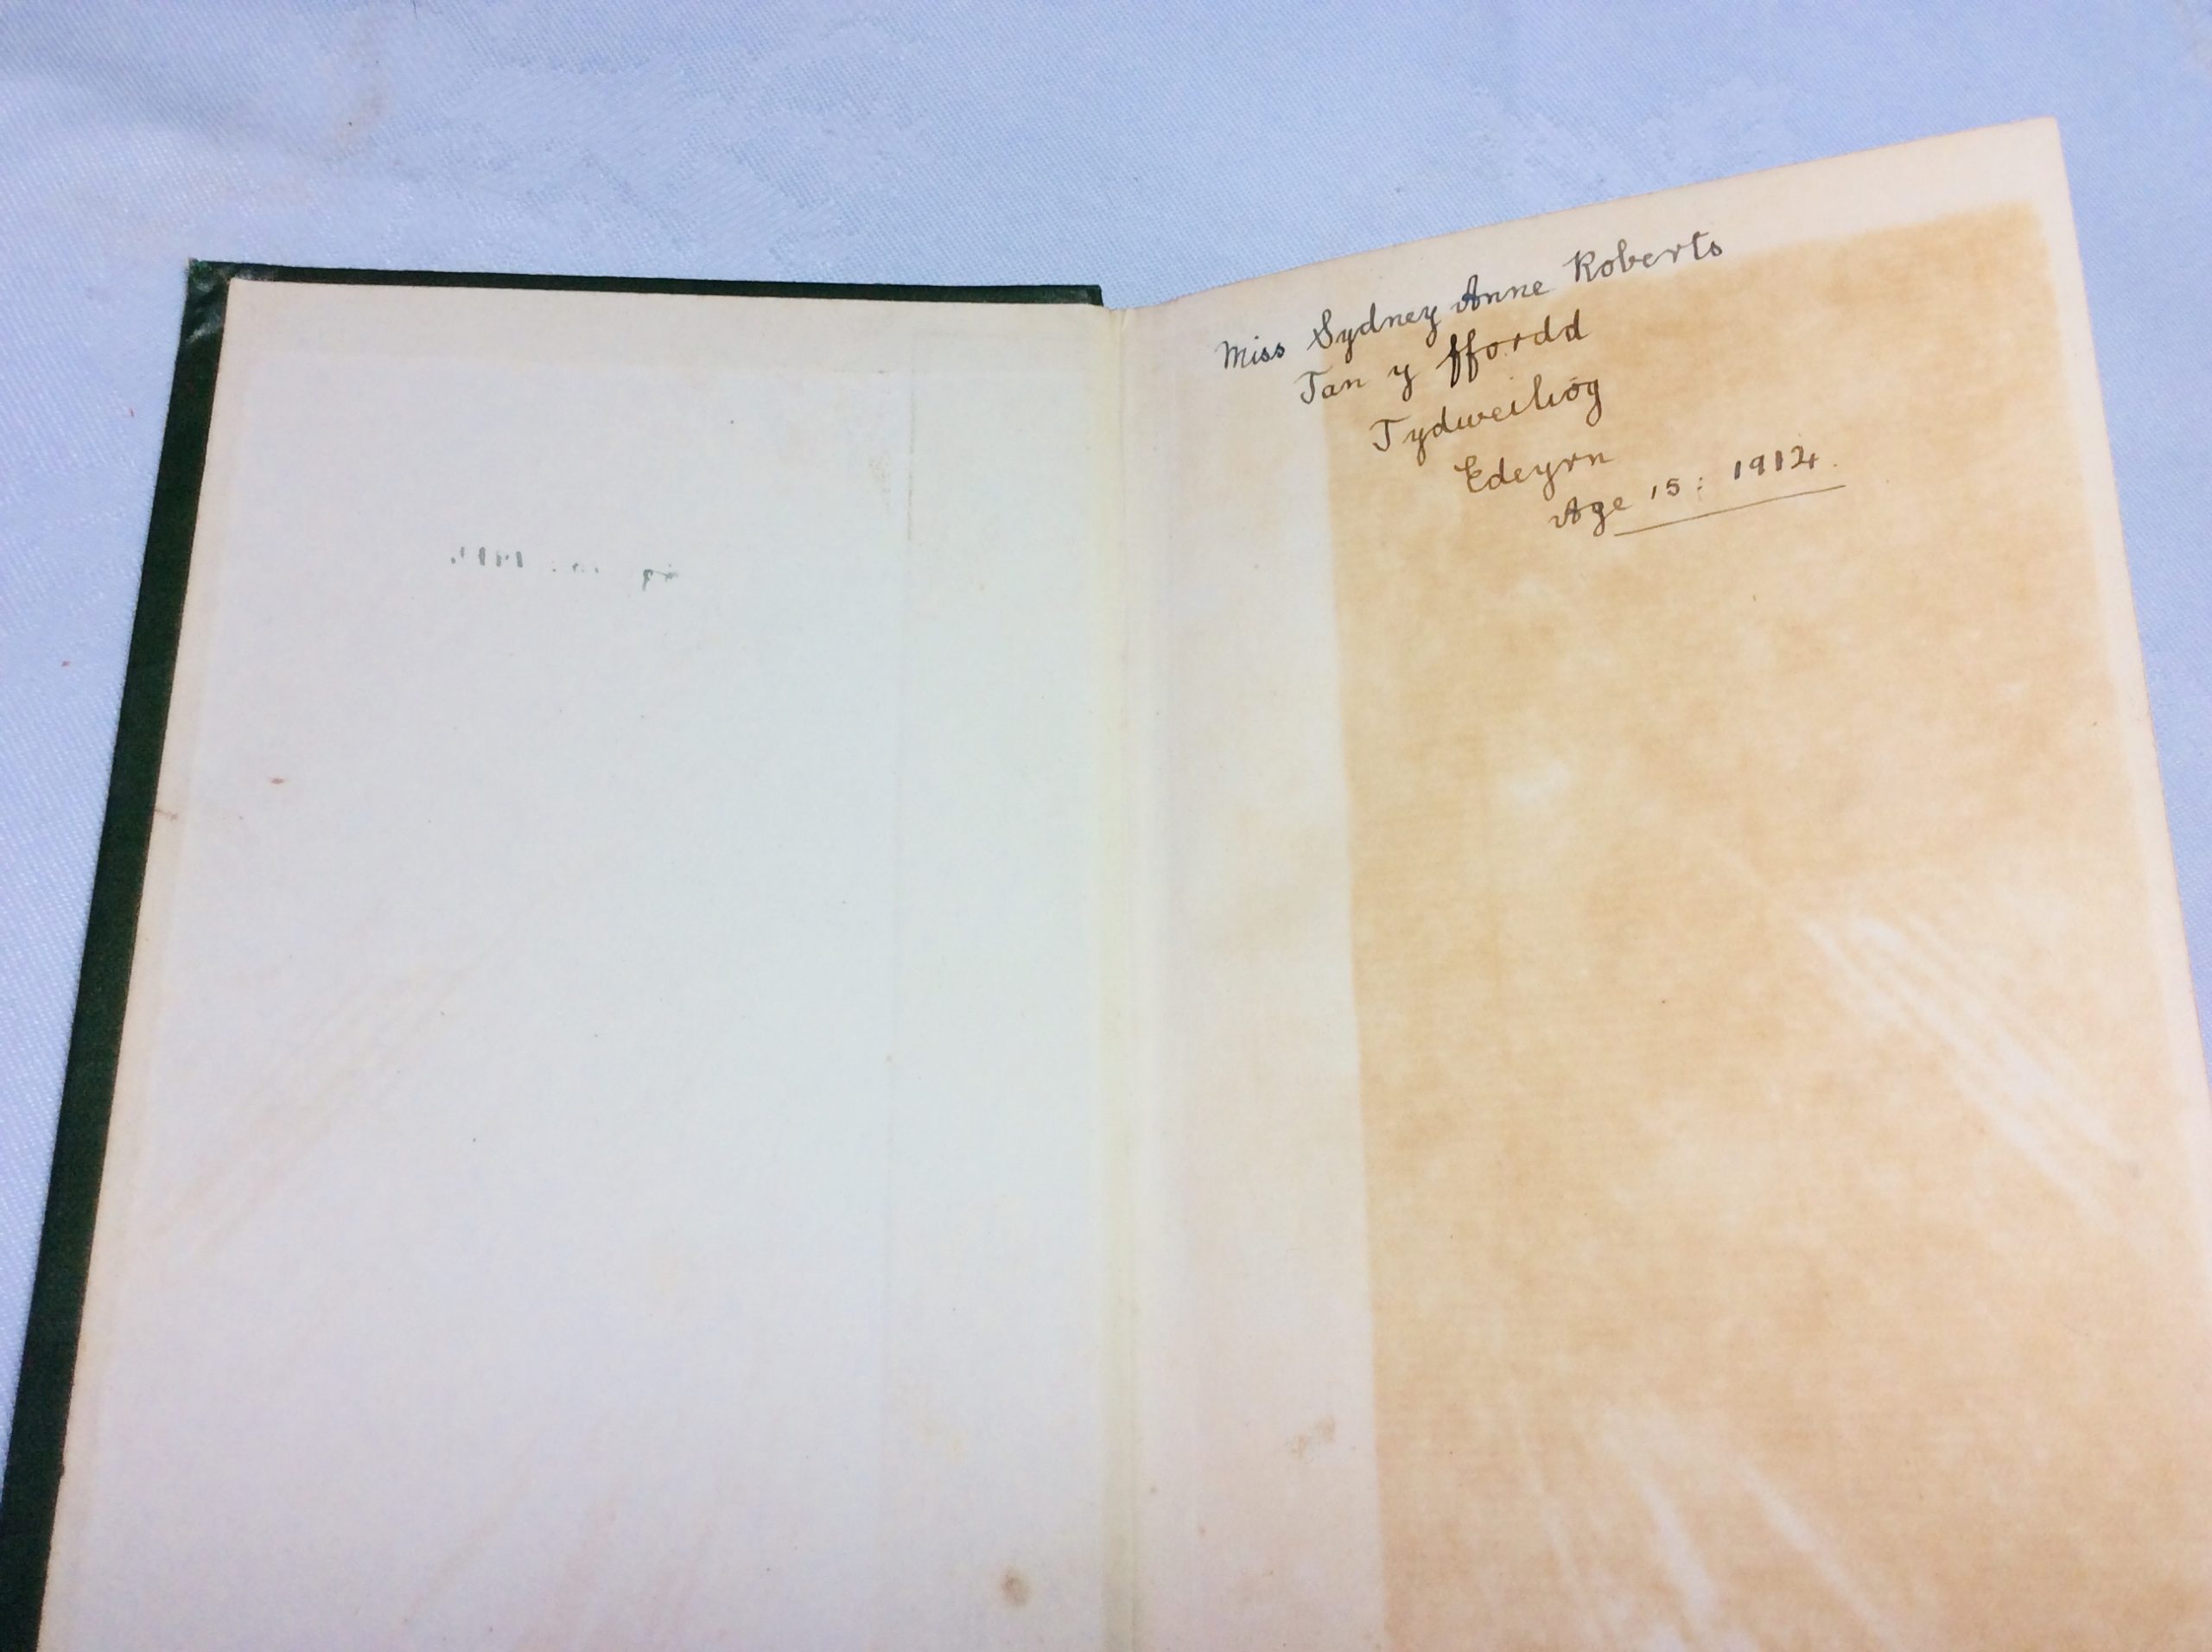 Miss Sydney Anne Roberts
Tan y ffordd
Tydweiliog
Edeyrn
Age 15: 1912.